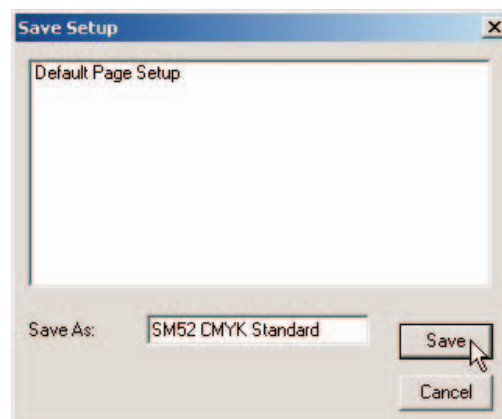 Save Setup
Default Page Setup
Save As:
SM52 CMYK Standard
Save
Cancel